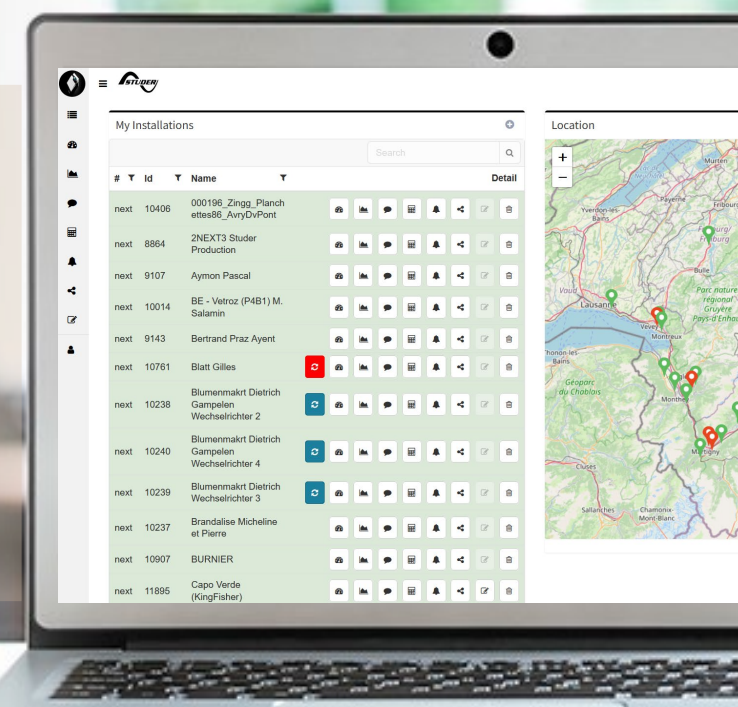 STUDER
My Installations
Search
# Id Name Detail
next 10406 000196_Zingg_Planch
ettes86_AvryDvPont
next 8864 2NEXT3 Studer
Production
next 9107 Aymon Pascal
next 10014 BE - Vetroz (P4B1) M.
Salamin
next 9143 Bertrand Praz Ayent
next 10761 Blatt Gilles
next 10238 Blumenmakrt Dietrich
Gampelen
Wechselrichter 2
next 10240 Blumenmakrt Dietrich
Gampelen
Wechselrichter 4
next 10239 Blumenmakrt Dietrich
Wechselrichter 3
next 10237 Brandalise Micheline
et Pierre
next 10907 BURNIER
next 11895 Capo Verde
(KingFisher)
Location
+
−
Murten
Payerne
Fribourg
Yverdon-les-
Bains
Bulle
Vaud
Lausanne
Parc nature
régional
Gruyère
Pays-d'Enhau
Vevey
Montreux
Thonon-les-
Bains
Géoparc
du Chablais
Monthey
Martigny
Cluses
Sallanches
Chamonix-
Mont-Blanc